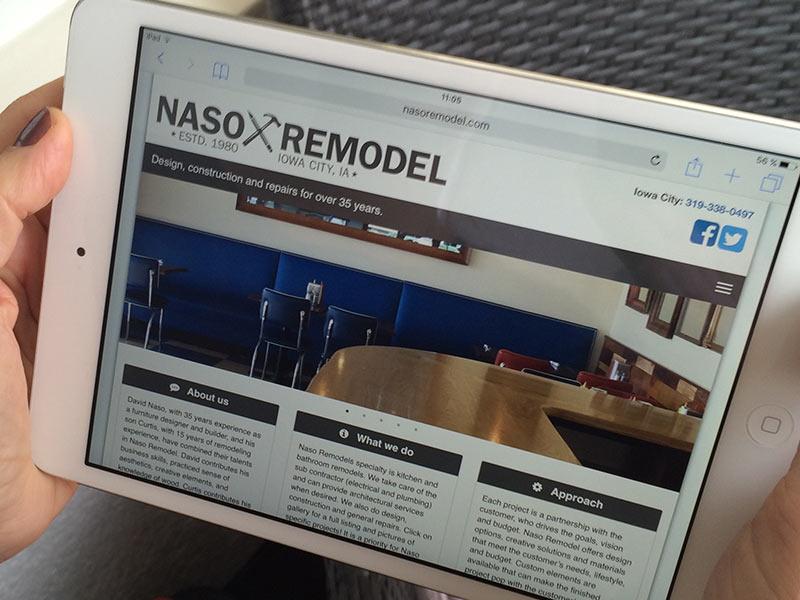 iPad
11:05
nasoremodel.com
56 %
NASO REMODEL
* ESTD. 1980
IOWA CITY, IA *
Iowa City: 319-338-0497
Design, construction and repairs for over 35 years.
About us
David Naso, with 35 years experience as
a furniture designer and builder, and his
son Curtis, with 15 years of remodeling
experience, have combined their talents
in Naso Remodel. David contributes his
business skills, practiced sense of
aesthetics, creative elements, and
knowledge of wood. Curtis contributes his
What we do
Naso Remodels specialty is kitchen and
bathroom remodels. We take care of the
sub contractor (electrical and plumbing)
and can provide architectural services
when desired. We also do design,
construction and general repairs. Click on
gallery for a full listing and pictures of
specific projects! It is a priority for Naso
Approach
Each project is a partnership with the
customer, who drives the goals, vision
and budget. Naso Remodel offers design
options, creative solutions and materials
that meet the customer's needs, lifestyle,
and budget. Custom elements are
available that can make the finished
project pop with the customer's